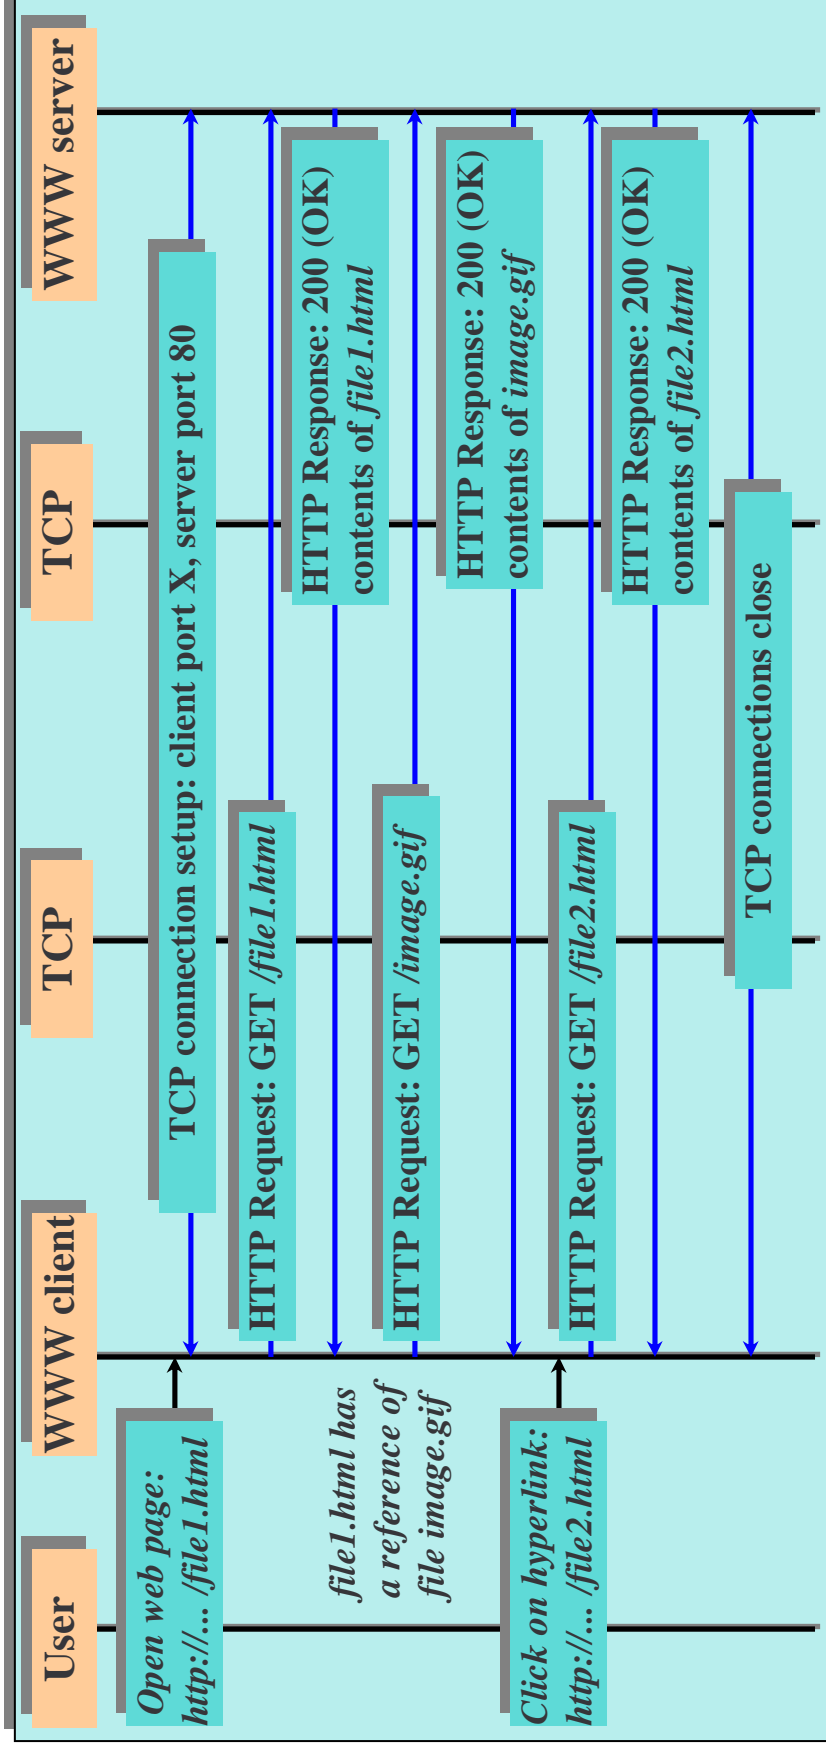 User
WWW client
TCP
TCP
WWW server
Open web page:
http://... /file1.html
TCP connection setup: client port X, server port 80
HTTP Request: GET /file1.html
HTTP Response: 200 (OK)
contents of file1.html
file1.html has
a reference of
file image.gif
HTTP Request: GET /image.gif
HTTP Response: 200 (OK)
contents of image.gif
Click on hyperlink:
http://... /file2.html
HTTP Request: GET /file2.html
HTTP Response: 200 (OK)
contents of file2.html
TCP connections close